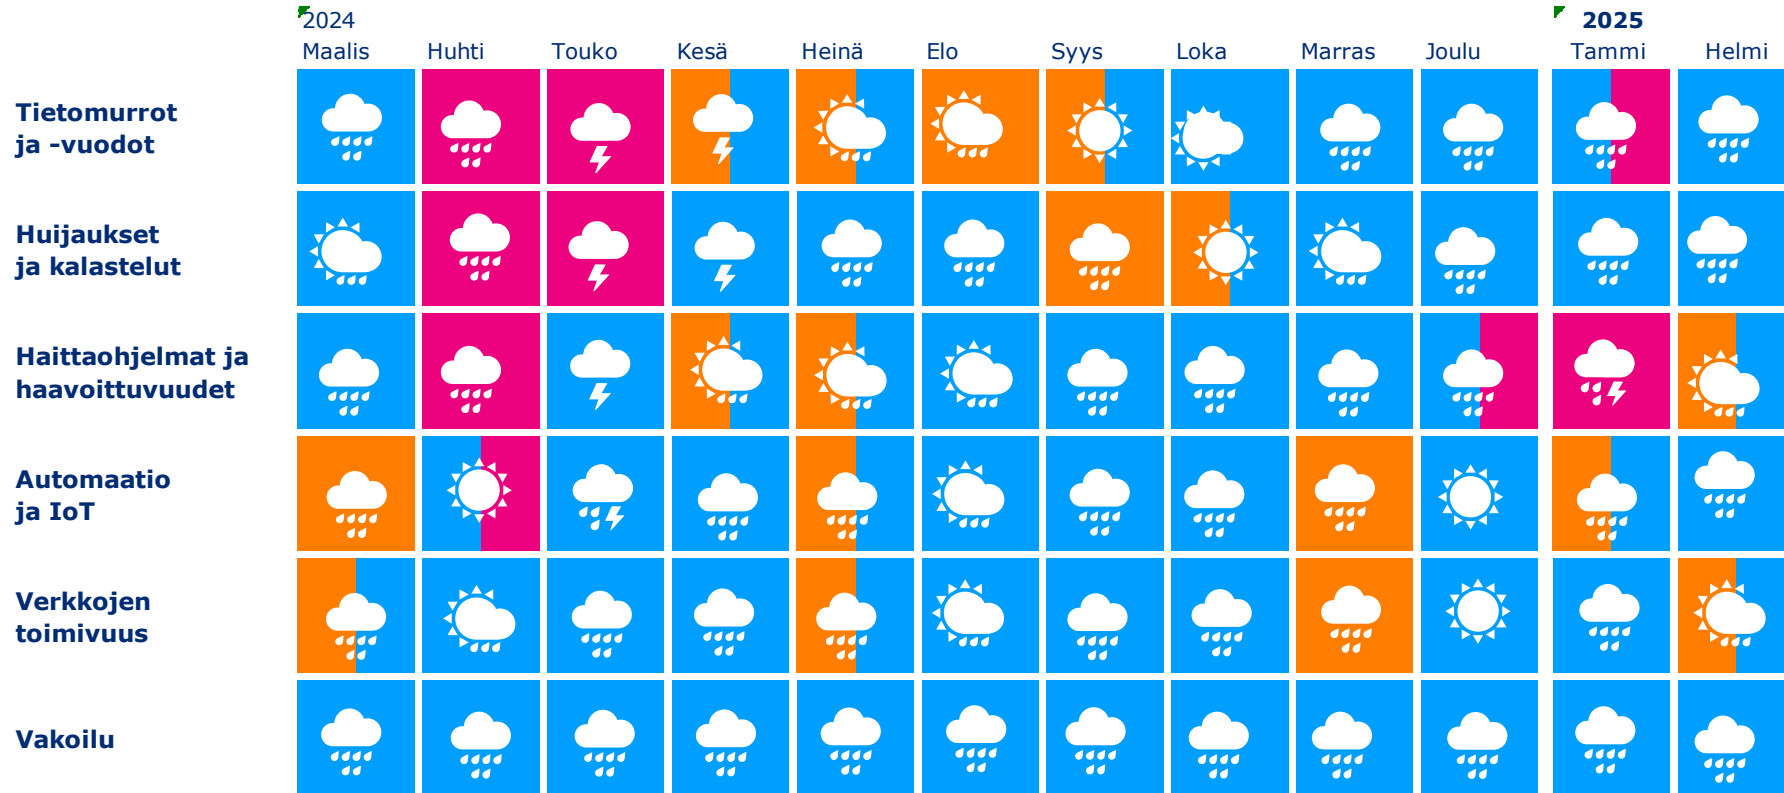 2024
2025
Maalis Huhti Touko Kesä Heinä Elo Syys Loka Marras Joulu Tammi Helmi
Tietomurrot
ja -vuodot
Huijaukset
ja kalastelut
Haittaohjelmat ja
haavoittuvuudet
Automaatio
ja IoT
Verkkojen
toimivuus
Vakoilu